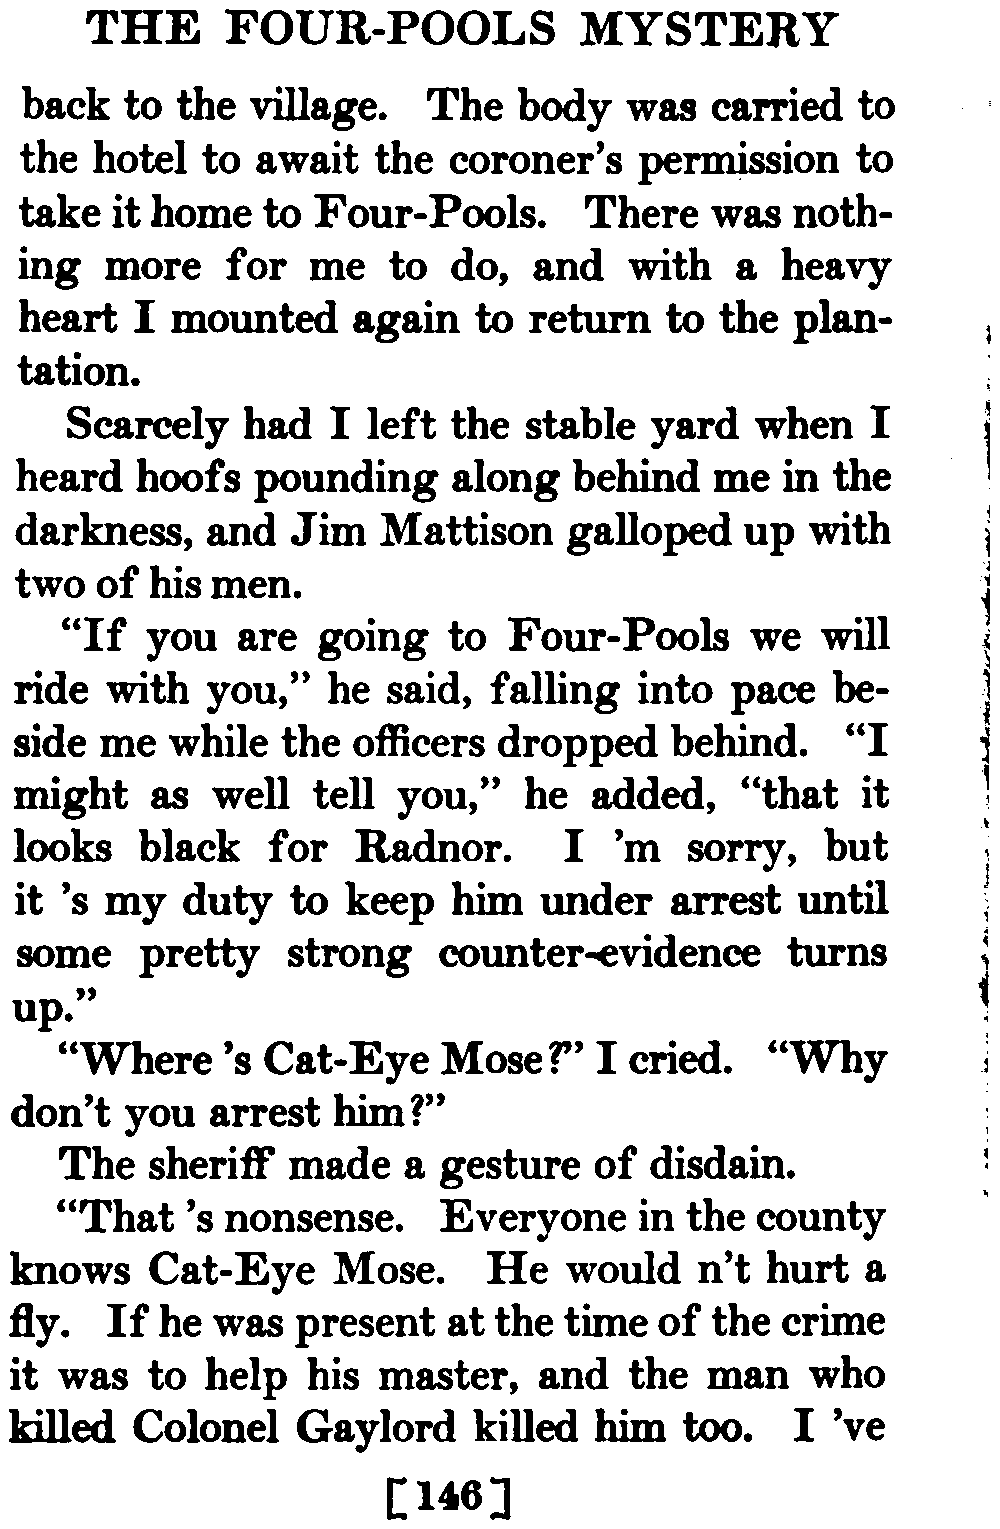 THE FOUR-POOLS MYSTERY
back to the village. The body was carried to
the hotel to await the coroner's permission to
take it home to Four-Pools. There was noth-
ing more for me to do, and with a heavy
heart I mounted again to return to the plan-
tation.
Scarcely had I left the stable yard when I
heard hoofs pounding along behind me in the
darkness, and Jim Mattison galloped up with
two of his men.
“If you are going to Four-Pools we will
ride with you,” he said, falling into pace be-
side me while the officers dropped behind. “I
might as well tell you,” he added, “that it
looks black for Radnor. I ’m sorry, but
it ’s my duty to keep him under arrest until
some pretty strong counter-evidence turns
up.”
“Where ’s Cat-Eye Mose?” I cried. “Why
don't you arrest him?”
The sheriff made a gesture of disdain.
“That ’s nonsense. Everyone in the county
knows Cat-Eye Mose. He would n't hurt a
fly. If he was present at the time of the crime
it was to help his master, and the man who
killed Colonel Gaylord killed him too. I ’ve
[146]